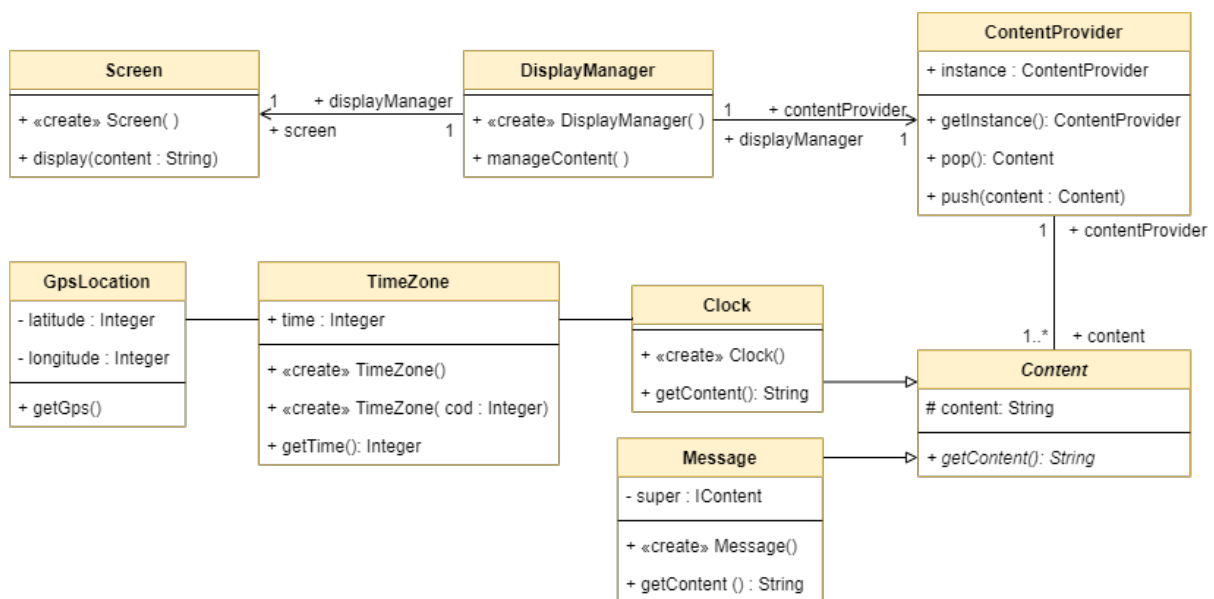 Screen
+ «create» Screen( )
+ display(content : String)
1
+ displayManager
+ screen
1
DisplayManager
+ «create» DisplayManager( )
+ manageContent( )
1
+ contentProvider
+ displayManager
1
ContentProvider
+ instance : ContentProvider
+ getInstance(): ContentProvider
+ pop(): Content
+ push(content : Content)
1
+ contentProvider
1..*
+ content
GpsLocation
- latitude : Integer
- longitude : Integer
+ getGps()
TimeZone
+ time : Integer
+ «create» TimeZone()
+ «create» TimeZone( cod : Integer)
+ getTime(): Integer
Clock
+ «create» Clock()
+ getContent(): String
Content
# content: String
+ getContent(): String
Message
- super : IContent
+ «create» Message()
+ getContent () : String